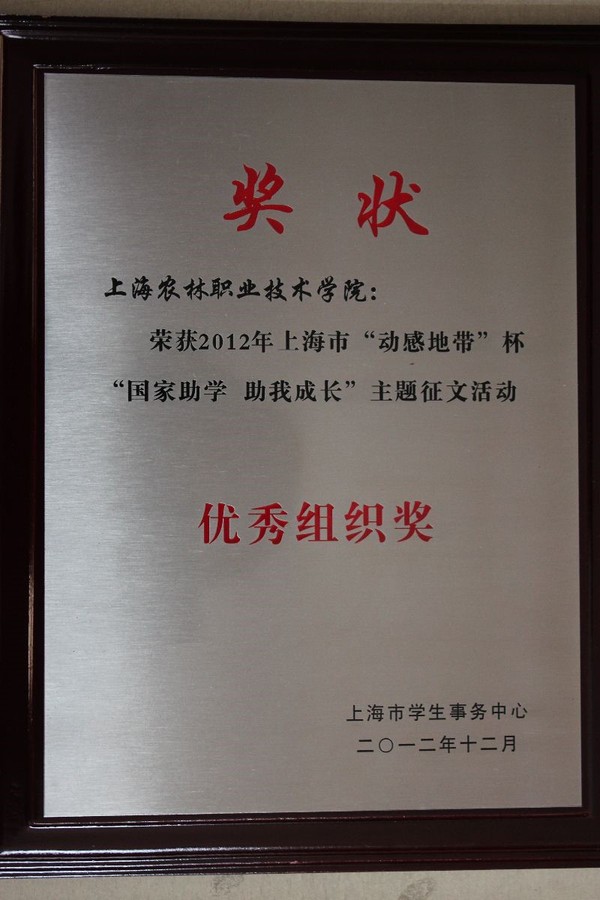 奖 状
上海农林职业技术学院：
荣获2012年上海市“动感地带”杯
“国家助学 助我成长”主题征文活动
优秀组织奖
上海市学生事务中心
二〇一二年十二月